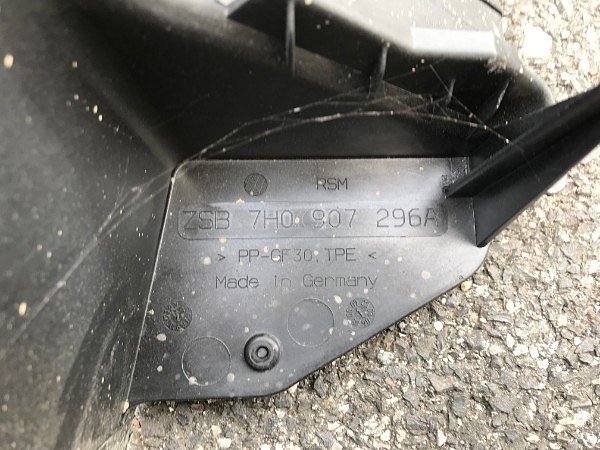 RSM
ZSB 7H0 907 296A
> PP-GF30,TPE <
Made in Germany